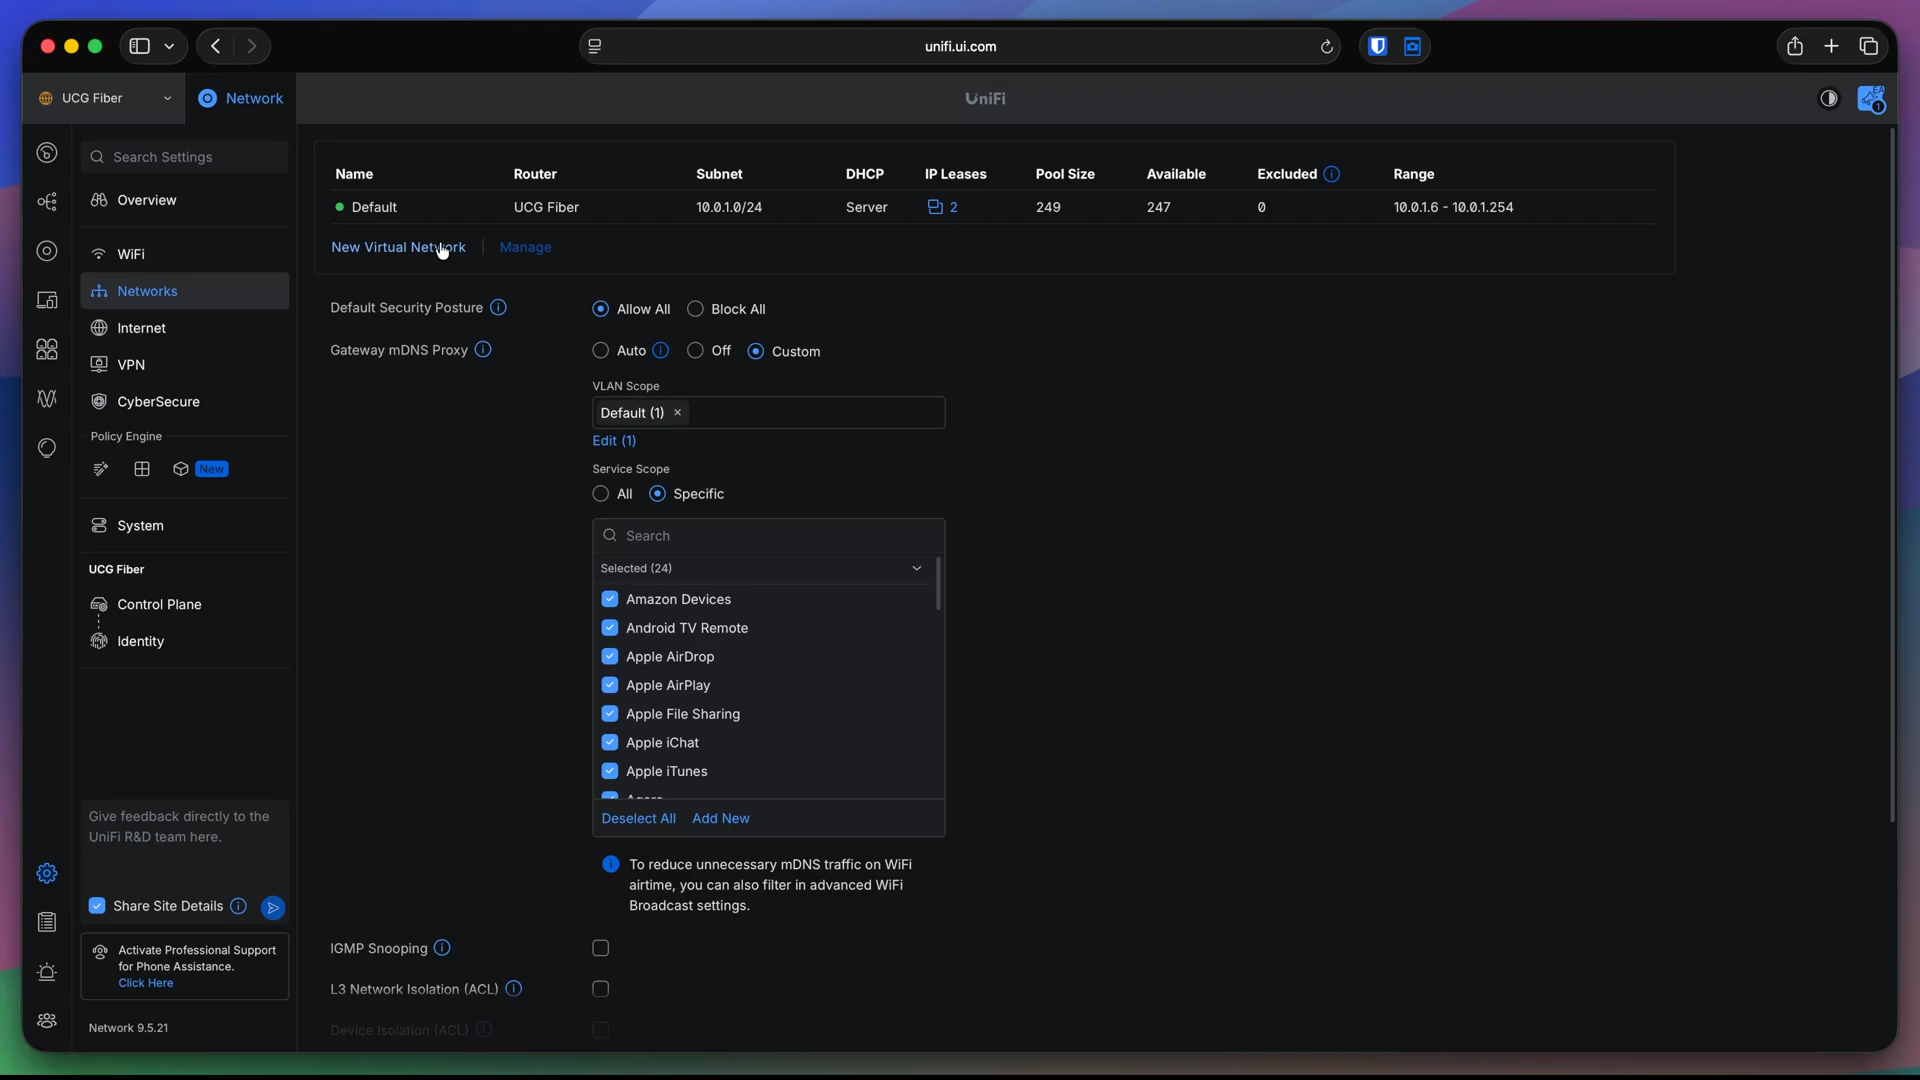 unifi.ui.com
UCG Fiber
Network
UniFi
EA
1
Search Settings
Overview
WiFi
Networks
Internet
VPN
CyberSecure
Policy Engine
New
System
UCG Fiber
Control Plane
Identity
Give feedback directly to the
UniFi R&D team here.
Share Site Details
Activate Professional Support
for Phone Assistance.
Click Here
Network 9.5.21
Name Router Subnet DHCP IP Leases Pool Size Available Excluded Range
Default UCG Fiber 10.0.1.0/24 Server 2 249 247 0 10.0.1.6 - 10.0.1.254
New Virtual Network Manage
Default Security Posture Allow All Block All
Gateway mDNS Proxy Auto Off Custom
VLAN Scope
Default (1) ×
Edit (1)
Service Scope
All Specific
Search
Selected (24)
Amazon Devices
Android TV Remote
Apple AirDrop
Apple AirPlay
Apple File Sharing
Apple iChat
Apple iTunes
Deselect All Add New
To reduce unnecessary mDNS traffic on WiFi
airtime, you can also filter in advanced WiFi
Broadcast settings.
IGMP Snooping
L3 Network Isolation (ACL)
Device Isolation (ACL)